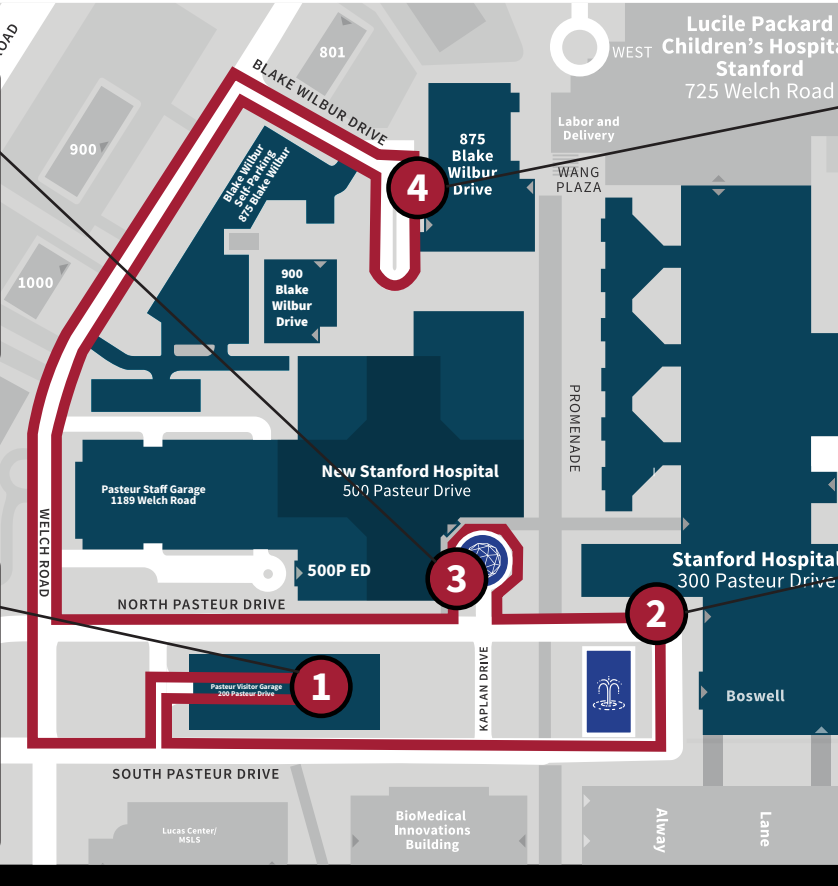 OAD
801
BLAKE WILBUR DRIVE
WEST
Lucile Packard
Children's Hospita
Stanford
725 Welch Road
900
Blake Wilbur
Self-Parking
875 Blake Wilbur
875
Blake
Wilbur
Drive
4
Labor and
Delivery
WANG
PLAZA
1000
900
Blake
Wilbur
Drive
PROMENADE
New Stanford Hospital
500 Pasteur Drive
Pasteur Staff Garage
1189 Welch Road
WELCH ROAD
500P ED
3
Stanford Hospital
300 Pasteur Drive
2
NORTH PASTEUR DRIVE
KAPLAN DRIVE
Pasteur Visitor Garage
200 Pasteur Drive
1
Boswell
SOUTH PASTEUR DRIVE
Lucas Center/
MSLS
BioMedical
Innovations
Building
Alway
Lane